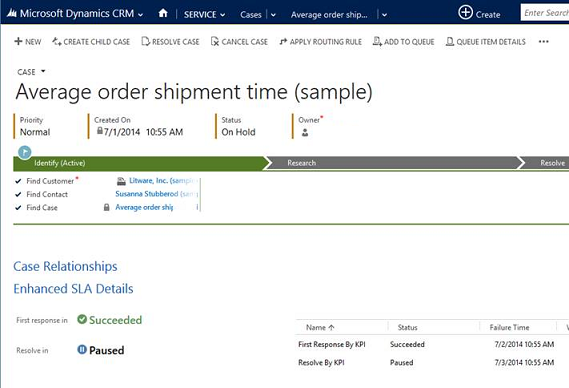 Microsoft Dynamics CRM SERVICE Cases Average order ship... Create Enter Search
NEW CREATE CHILD CASE RESOLVE CASE CANCEL CASE APPLY ROUTING RULE ADD TO QUEUE QUEUE ITEM DETAILS ...
CASE
Average order shipment time (sample)
Priority Created On Status Owner*
Normal 7/1/2014 10:55 AM On Hold
Identify (Active) Research Resolve
Find Customer* Litware, Inc. (samp
Find Contact Susanna Stubberod (sam
Find Case Average order ship
Case Relationships
Enhanced SLA Details
First response in Succeeded
Name Status Failure Time
First Response By KPI Succeeded 7/2/2014 10:55 AM
Resolve in Paused
Resolve By KPI Paused 7/3/2014 10:55 AM